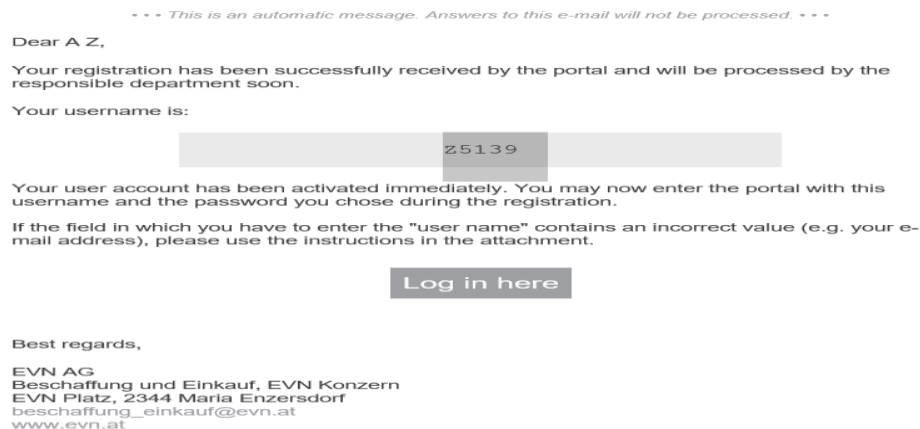 • • • This is an automatic message. Answers to this e-mail will not be processed. • • •
Dear A Z,
Your registration has been successfully received by the portal and will be processed by the
responsible department soon.
Your username is:
Z5139
Your user account has been activated immediately. You may now enter the portal with this
username and the password you chose during the registration.
If the field in which you have to enter the "user name" contains an incorrect value (e.g. your e-
mail address), please use the instructions in the attachment.
Log in here
Best regards,
EVN AG
Beschaffung und Einkauf, EVN Konzern
EVN Platz, 2344 Maria Enzersdorf
beschaffung_einkauf@evn.at
www.evn.at